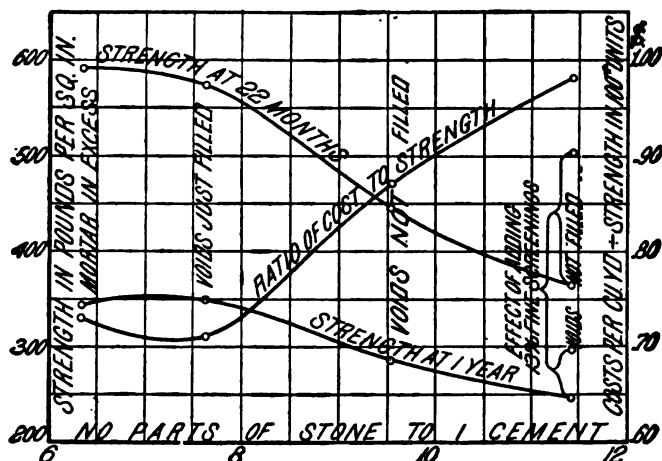 600
500
400
300
200
STRENGTH IN POUNDS PER SQ. IN.
MORTAR IN EXCESS
STRENGTH AT 22 MONTHS
VOIDS JUST FILLED
RATIO OF COST TO STRENGTH
VOIDS NOT FILLED
STRENGTH AT 1 YEAR
EFFECT OF ADDING
13% FINE SCREENINGS
VOIDS NOT FILLED
COSTS PER CU. YD ÷ STRENGTH IN 100TH UNITS
1.00
.90
.80
.70
.60
NO PARTS OF STONE TO 1 CEMENT
6
8
10
12